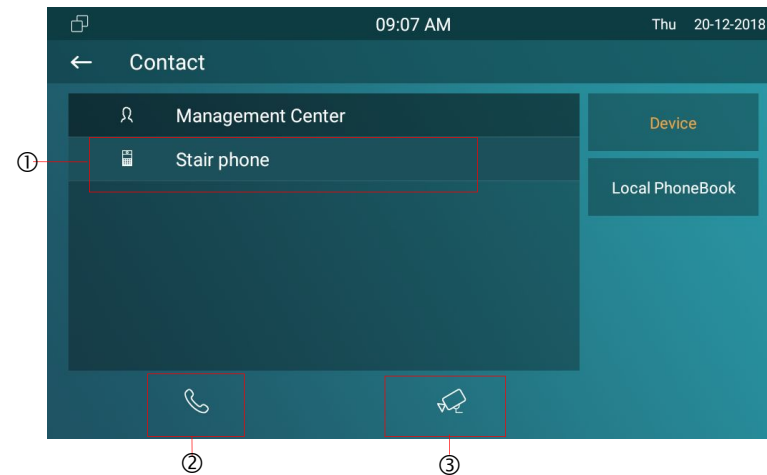 09:07 AM Thu 20-12-2018
Contact
Management Center
Device
① Stair phone
Local PhoneBook
② ③